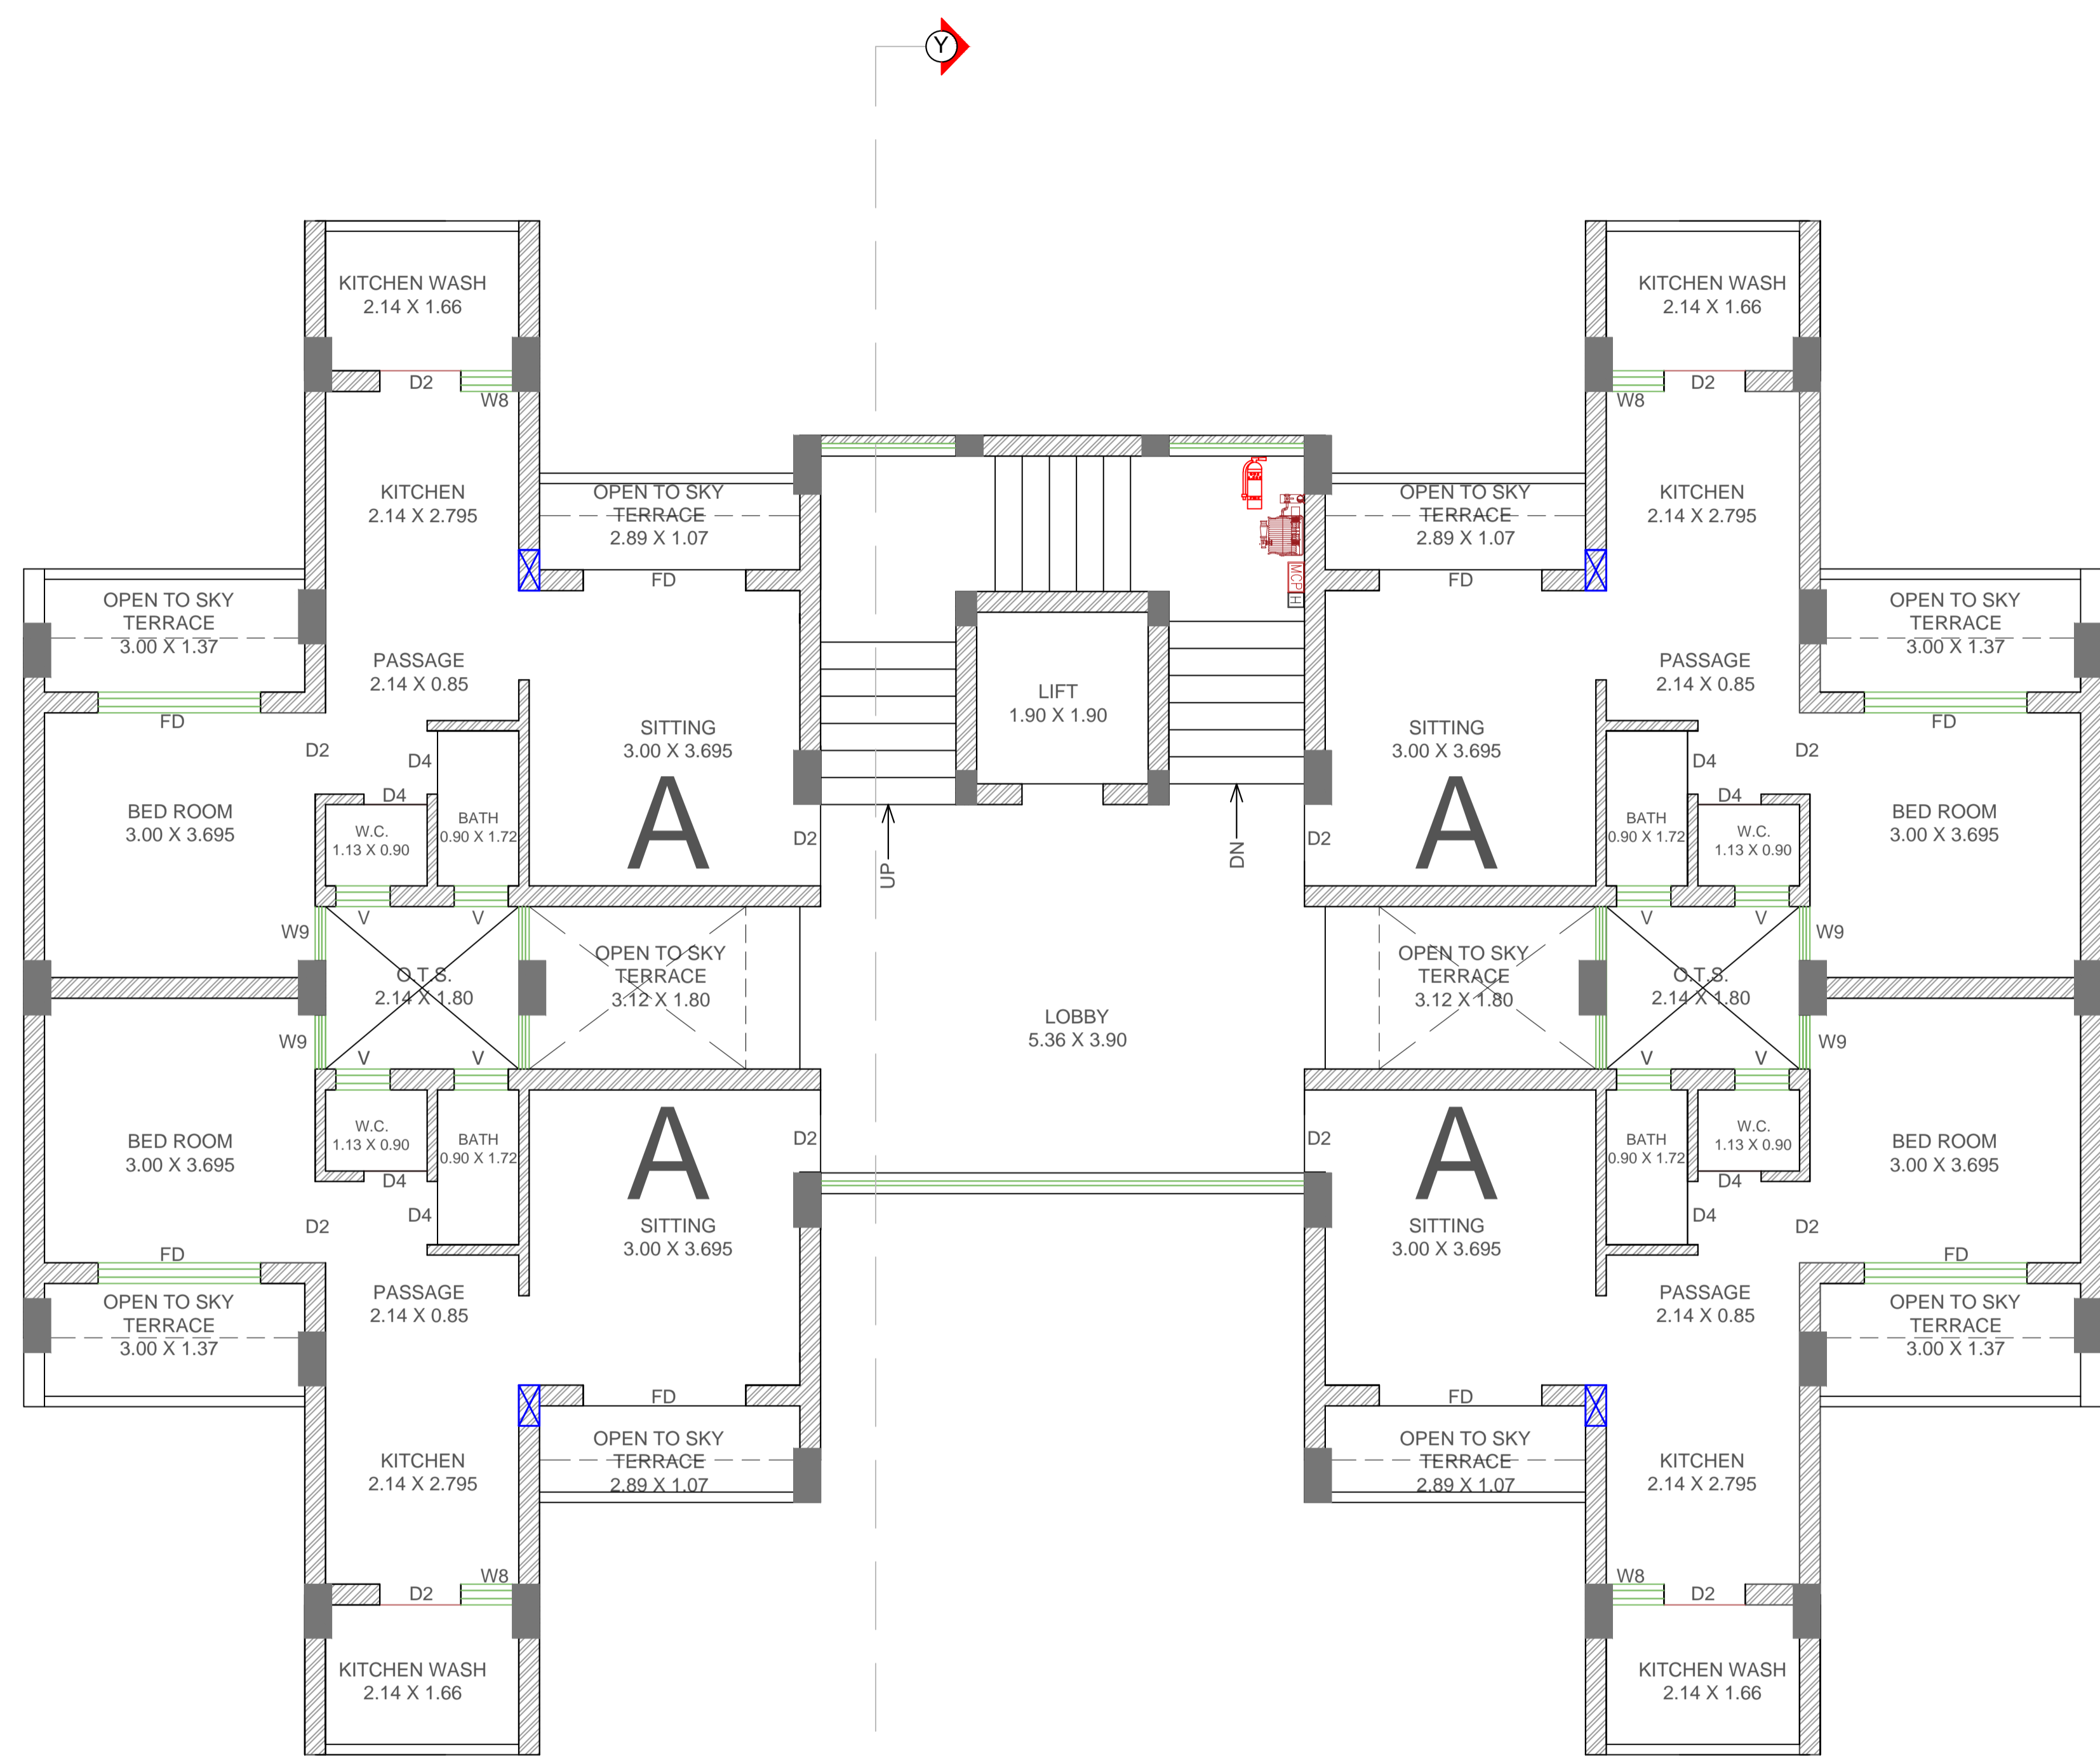 Y
KITCHEN WASH
2.14 X 1.66
KITCHEN WASH
2.14 X 1.66
D2
W8
W8
D2
KITCHEN
2.14 X 2.795
OPEN TO SKY
TERRACE
2.89 X 1.07
OPEN TO SKY
TERRACE
2.89 X 1.07
KITCHEN
2.14 X 2.795
FD
MCP
H
FD
OPEN TO SKY
TERRACE
3.00 X 1.37
OPEN TO SKY
TERRACE
3.00 X 1.37
PASSAGE
2.14 X 0.85
LIFT
1.90 X 1.90
PASSAGE
2.14 X 0.85
FD
SITTING
3.00 X 3.695
SITTING
3.00 X 3.695
FD
D2
D4
D4
D2
D4
D4
BED ROOM
3.00 X 3.695
W.C.
1.13 X 0.90
BATH
0.90 X 1.72
A
D2
UP
DN
D2
A
BATH
0.90 X 1.72
W.C.
1.13 X 0.90
BED ROOM
3.00 X 3.695
V
V
V
V
W9
W9
O.T.S.
2.14 X 1.80
OPEN TO SKY
TERRACE
3.12 X 1.80
OPEN TO SKY
TERRACE
3.12 X 1.80
O.T.S.
2.14 X 1.80
LOBBY
5.36 X 3.90
W9
W9
V
V
V
V
BED ROOM
3.00 X 3.695
W.C.
1.13 X 0.90
BATH
0.90 X 1.72
A
D2
D2
A
BATH
0.90 X 1.72
W.C.
1.13 X 0.90
BED ROOM
3.00 X 3.695
D4
D4
D2
D4
SITTING
3.00 X 3.695
SITTING
3.00 X 3.695
D4
D2
FD
FD
OPEN TO SKY
TERRACE
3.00 X 1.37
PASSAGE
2.14 X 0.85
PASSAGE
2.14 X 0.85
OPEN TO SKY
TERRACE
3.00 X 1.37
FD
FD
KITCHEN
2.14 X 2.795
OPEN TO SKY
TERRACE
2.89 X 1.07
OPEN TO SKY
TERRACE
2.89 X 1.07
KITCHEN
2.14 X 2.795
D2
W8
W8
D2
KITCHEN WASH
2.14 X 1.66
KITCHEN WASH
2.14 X 1.66